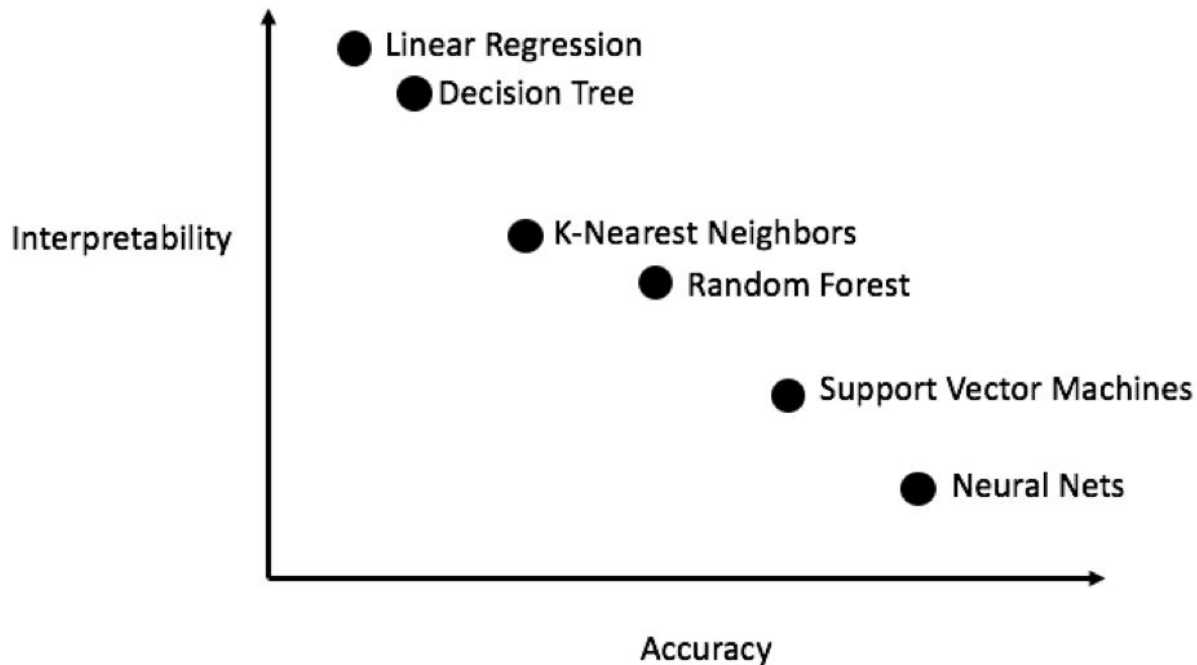 Linear Regression
Decision Tree
Interpretability
K-Nearest Neighbors
Random Forest
Support Vector Machines
Neural Nets
Accuracy